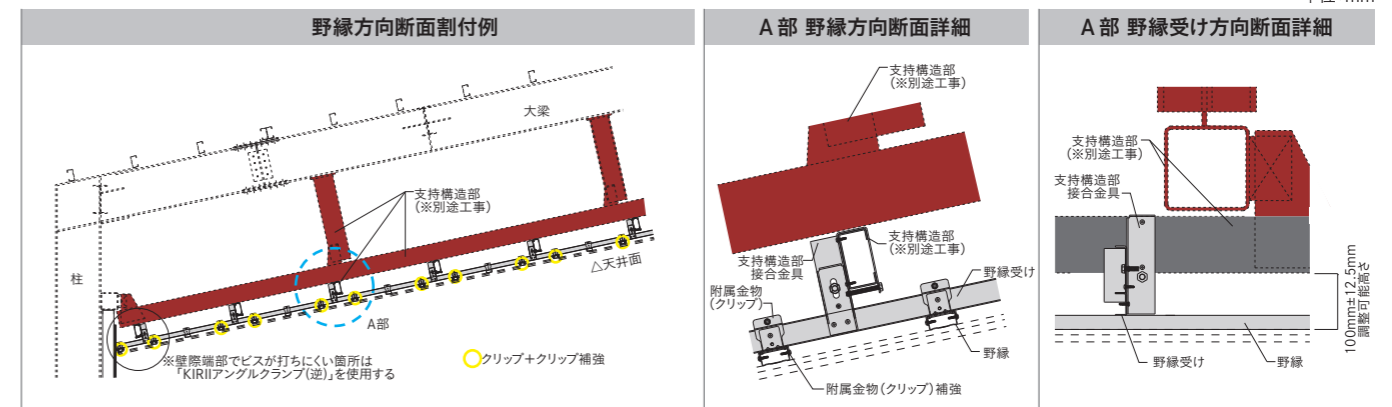 野縁方向断面割付例
大梁
支持構造部
(※別途工事)
柱
△天井面
A部
※壁際端部でビスが打ちにくい箇所は
「KIRIIアングルクランプ(逆)」を使用する
クリップ+クリップ補強
A部 野縁方向断面詳細
支持構造部
(※別途工事)
支持構造部
(※別途工事)
支持構造部
接合金具
野縁受け
附属金物
(クリップ)
野縁
附属金物(クリップ)補強
A部 野縁受け方向断面詳細
支持構造部
(※別途工事)
支持構造部
接合金具
100mm±12.5mm
調整可能高さ
野縁受け
野縁